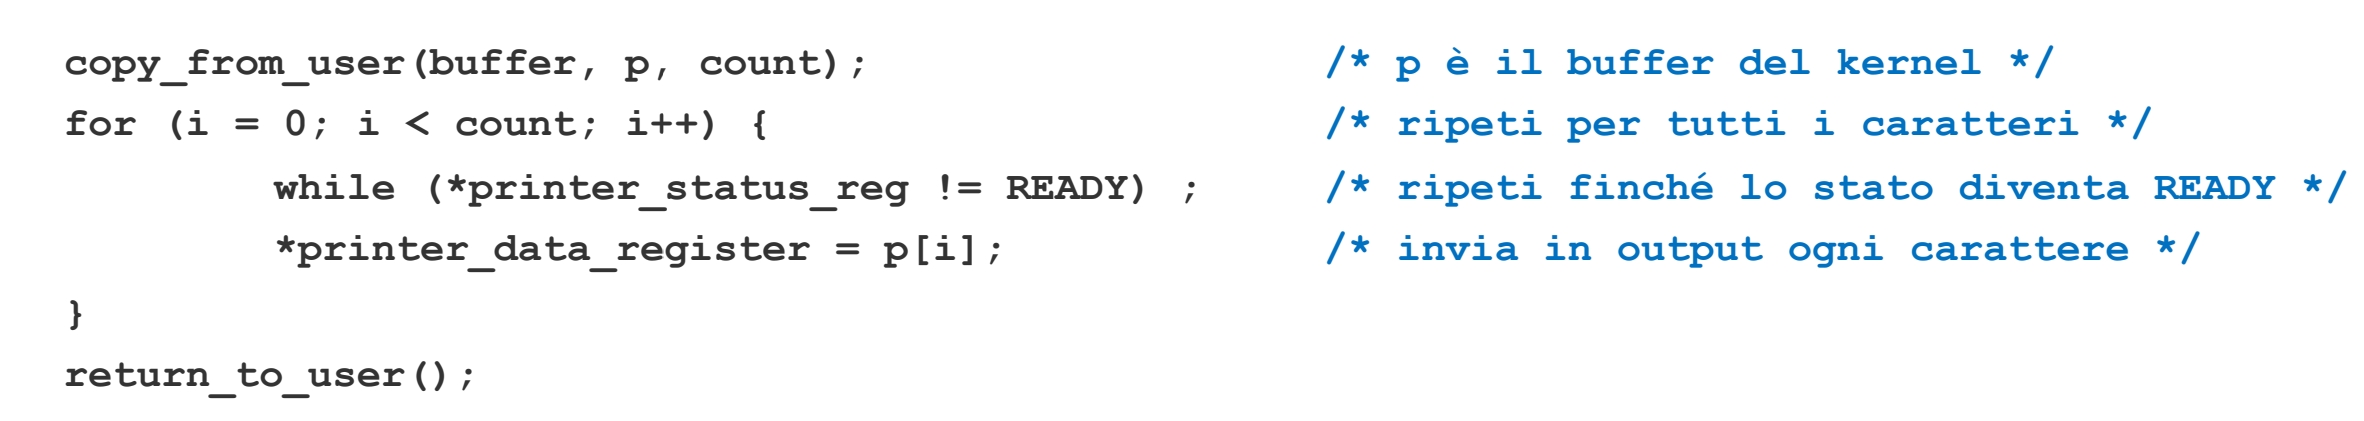 copy_from_user(buffer, p, count); /* p è il buffer del kernel */
for (i = 0; i < count; i++) { /* ripeti per tutti i caratteri */
while (*printer_status_reg != READY) ; /* ripeti finché lo stato diventa READY */
*printer_data_register = p[i]; /* invia in output ogni carattere */
}
return_to_user();